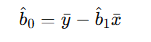 b̂₀ = ȳ − b̂₁x̄